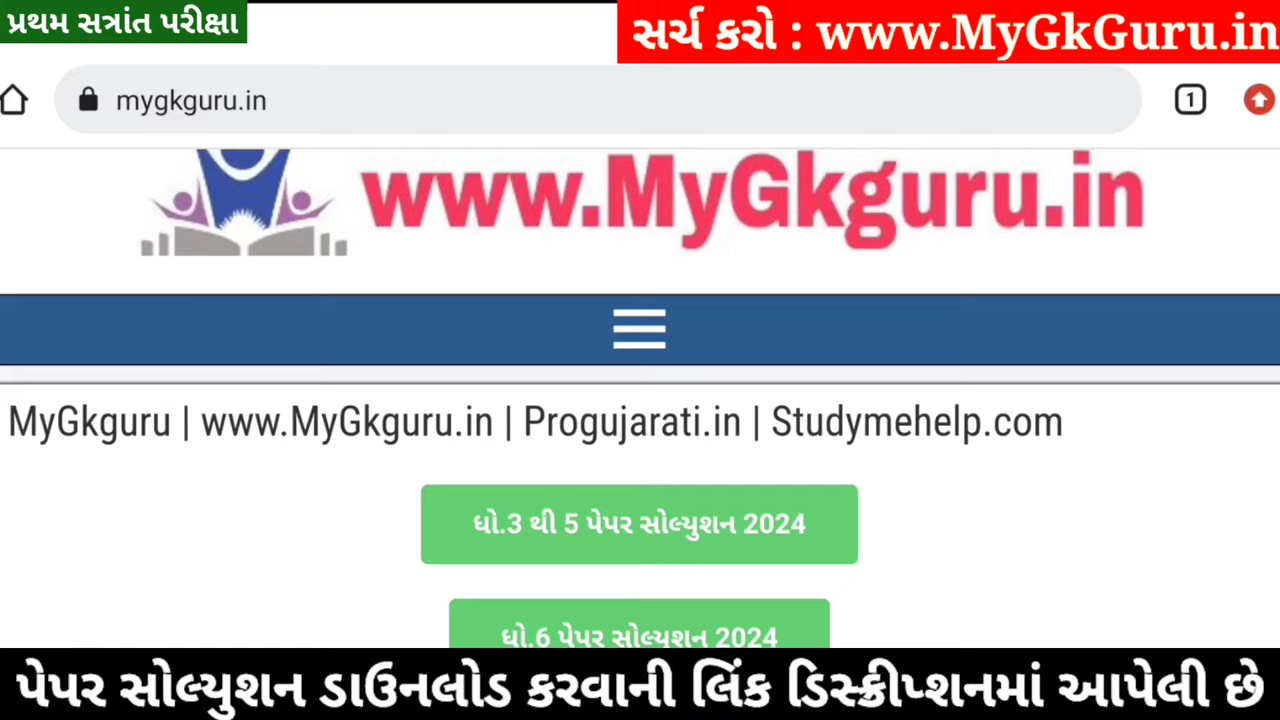 પ્રથમ સત્રાંત પરીક્ષા
સર્ચ કરો : www.MyGkGuru.in
mygkguru.in
1
www.MyGkguru.in
MyGkguru | www.MyGkguru.in | Progujarati.in | Studymehelp.com
ધો.3 થી 5 પેપર સોલ્યુશન 2024
ધો.6 પેપર સોલ્યુશન 2024
પેપર સોલ્યુશન ડાઉનલોડ કરવાની લિંક ડિસ્ક્રીપ્શનમાં આપેલી છે